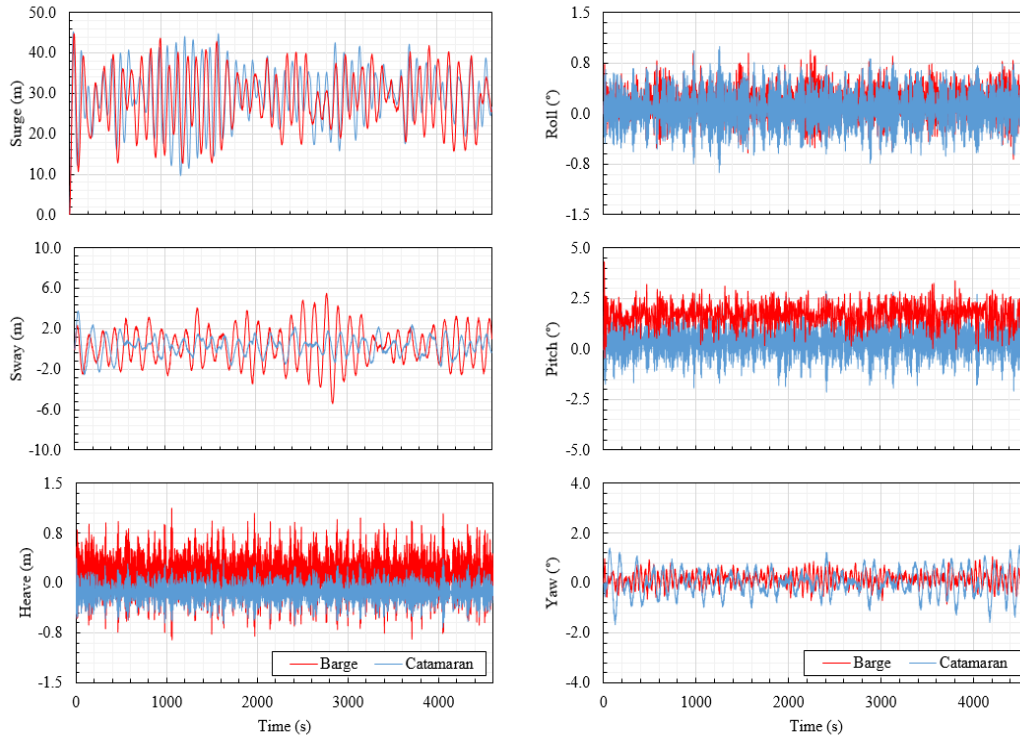 Surge (m)
50.0
40.0
30.0
20.0
10.0
0.0
Roll (°)
1.5
0.8
0.0
-0.8
-1.5
Sway (m)
10.0
6.0
2.0
-2.0
-6.0
-10.0
Pitch (°)
5.0
2.5
0.0
-2.5
-5.0
Heave (m)
1.5
0.8
0.0
-0.8
-1.5
Barge Catamaran
0 1000 2000 3000 4000
Time (s)
Yaw (°)
4.0
2.0
0.0
-2.0
-4.0
Barge Catamaran
0 1000 2000 3000 4000
Time (s)